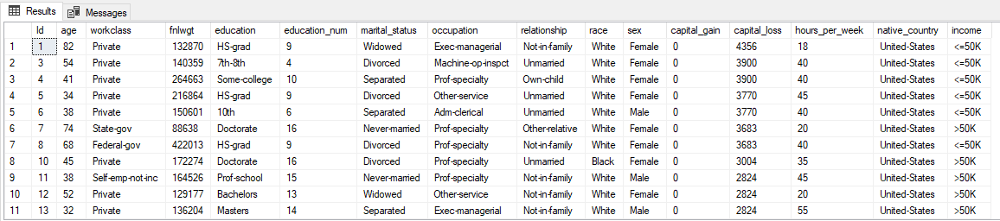 Results Messages
Id age workclass fnlwgt education education_num marital_status occupation relationship race sex capital_gain capital_loss hours_per_week native_country income
1 1 82 Private 132870 HS-grad 9 Widowed Exec-managerial Not-in-family White Female 0 4356 18 United-States <=50K
2 3 54 Private 140359 7th-8th 4 Divorced Machine-op-inspct Unmarried White Female 0 3900 40 United-States <=50K
3 4 41 Private 264663 Some-college 10 Separated Prof-specialty Own-child White Female 0 3900 40 United-States <=50K
4 5 34 Private 216864 HS-grad 9 Divorced Other-service Unmarried White Female 0 3770 45 United-States <=50K
5 6 38 Private 150601 10th 6 Separated Adm-clerical Unmarried White Male 0 3770 40 United-States <=50K
6 7 74 State-gov 88638 Doctorate 16 Never-married Prof-specialty Other-relative White Female 0 3683 20 United-States >50K
7 8 68 Federal-gov 422013 HS-grad 9 Divorced Prof-specialty Not-in-family White Female 0 3683 40 United-States <=50K
8 10 45 Private 172274 Doctorate 16 Divorced Prof-specialty Unmarried Black Female 0 3004 35 United-States >50K
9 11 38 Self-emp-not-inc 164526 Prof-school 15 Never-married Prof-specialty Not-in-family White Male 0 2824 45 United-States >50K
10 12 52 Private 129177 Bachelors 13 Widowed Other-service Not-in-family White Female 0 2824 20 United-States >50K
11 13 32 Private 136204 Masters 14 Separated Exec-managerial Not-in-family White Male 0 2824 55 United-States >50K